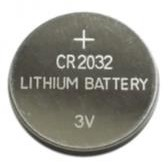 +
CR2032
LITHIUM BATTERY
3V